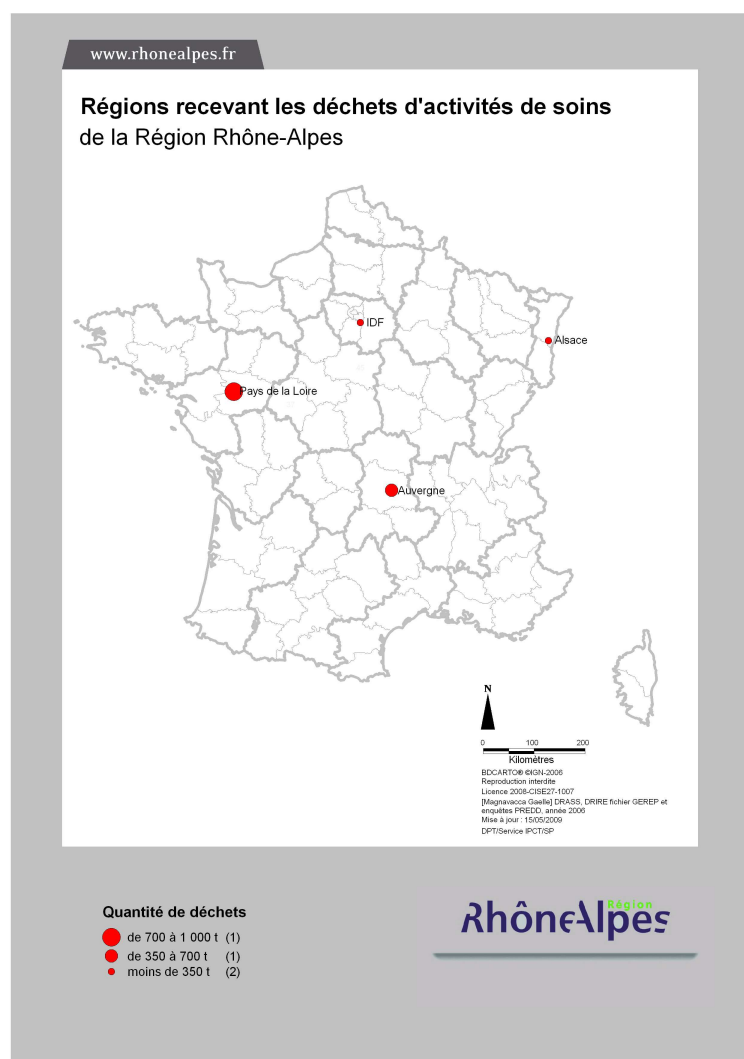 www.rhonealpes.fr
Régions recevant les déchets d'activités de soins
de la Région Rhône-Alpes
IDF
Alsace
Pays de la Loire
Auvergne
N
0 100 200
Kilomètres
BDCARTO® ©IGN-2006
Reproduction interdite
Licence 2008-CISE27-1007
[Magnavacca Gaelle] DRASS, DRIRE fichier GEREP et
enquêtes PREDD, année 2006
Mise à jour : 15/05/2009
DPT/Service IPCT/SP
Quantité de déchets
de 700 à 1 000 t (1)
de 350 à 700 t (1)
moins de 350 t (2)
Région
RhôneAlpes